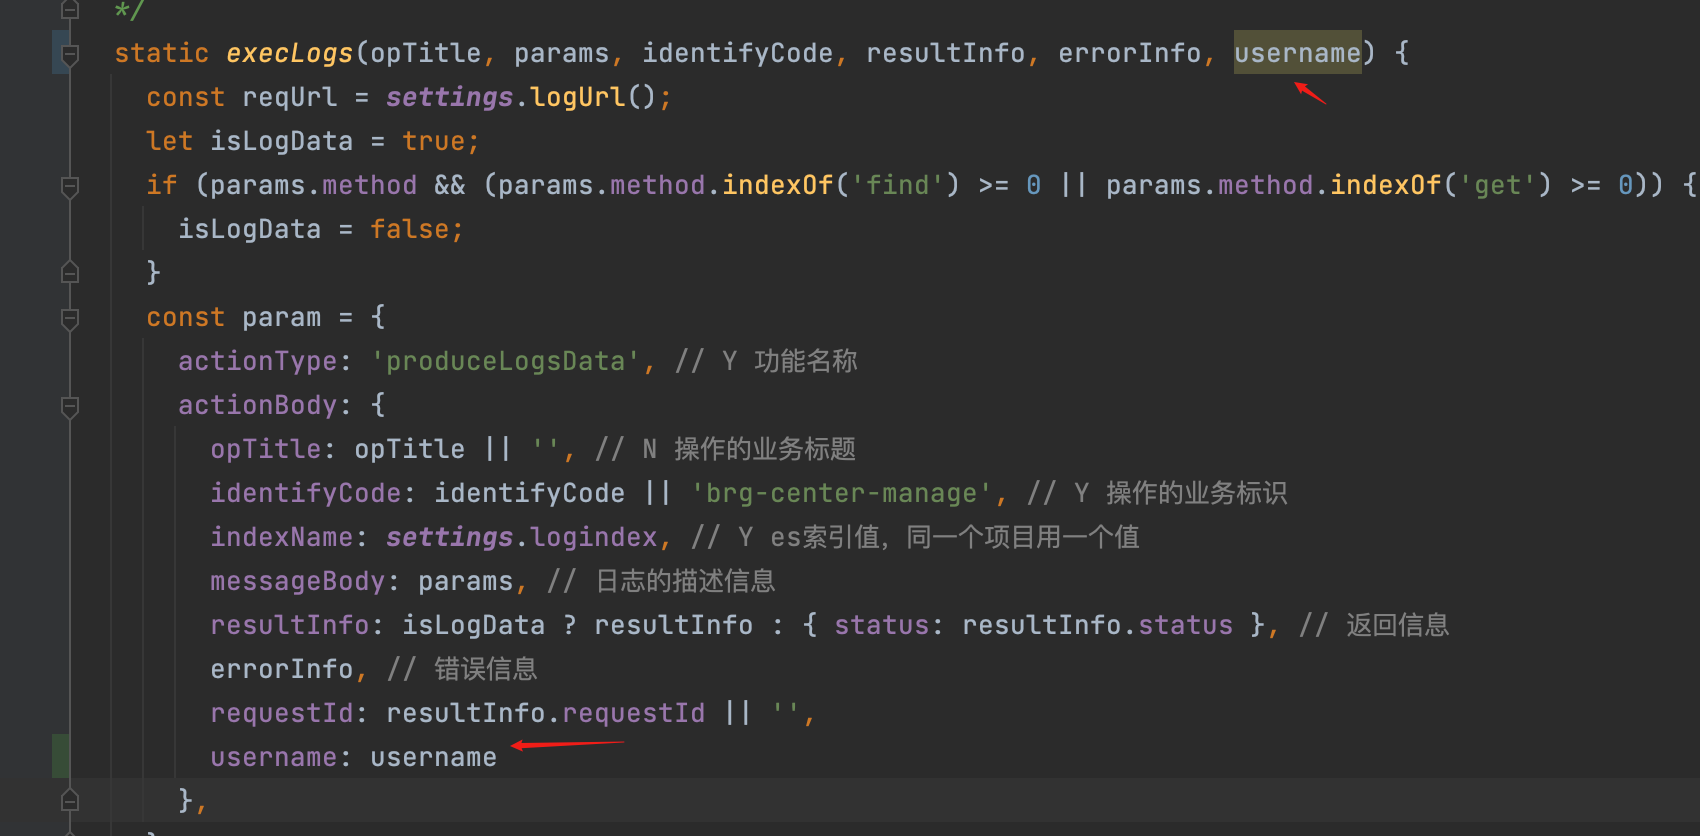 */
static execLogs(opTitle, params, identifyCode, resultInfo, errorInfo, username) {
const reqUrl = settings.logUrl();
let isLogData = true;
if (params.method && (params.method.indexOf('find') >= 0 || params.method.indexOf('get') >= 0)) {
isLogData = false;
}
const param = {
actionType: 'produceLogsData', // Y 功能名称
actionBody: {
opTitle: opTitle || '', // N 操作的业务标题
identifyCode: identifyCode || 'brg-center-manage', // Y 操作的业务标识
indexName: settings.logindex, // Y es索引值，同一个项目用一个值
messageBody: params, // 日志的描述信息
resultInfo: isLogData ? resultInfo : { status: resultInfo.status }, // 返回信息
errorInfo, // 错误信息
requestId: resultInfo.requestId || '',
username: username
},